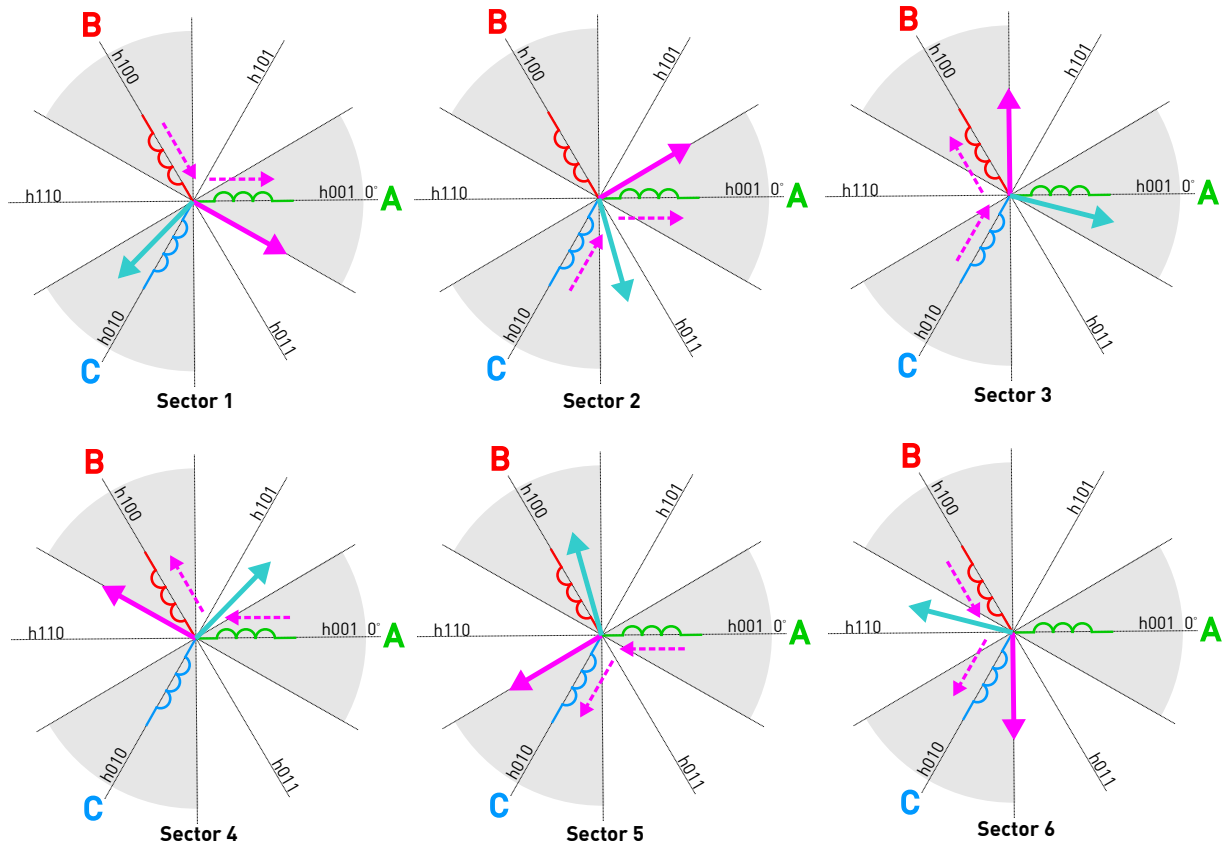 B
h100
h101
h110
h001 0°
A
h010
h011
C
Sector 1
B
h100
h101
h110
h001 0°
A
h010
h011
C
Sector 2
B
h100
h101
h110
h001 0°
A
h010
h011
C
Sector 3
B
h100
h101
h110
h001 0°
A
h010
h011
C
Sector 4
B
h100
h101
h110
h001 0°
A
h010
h011
C
Sector 5
B
h100
h101
h110
h001 0°
A
h010
h011
C
Sector 6